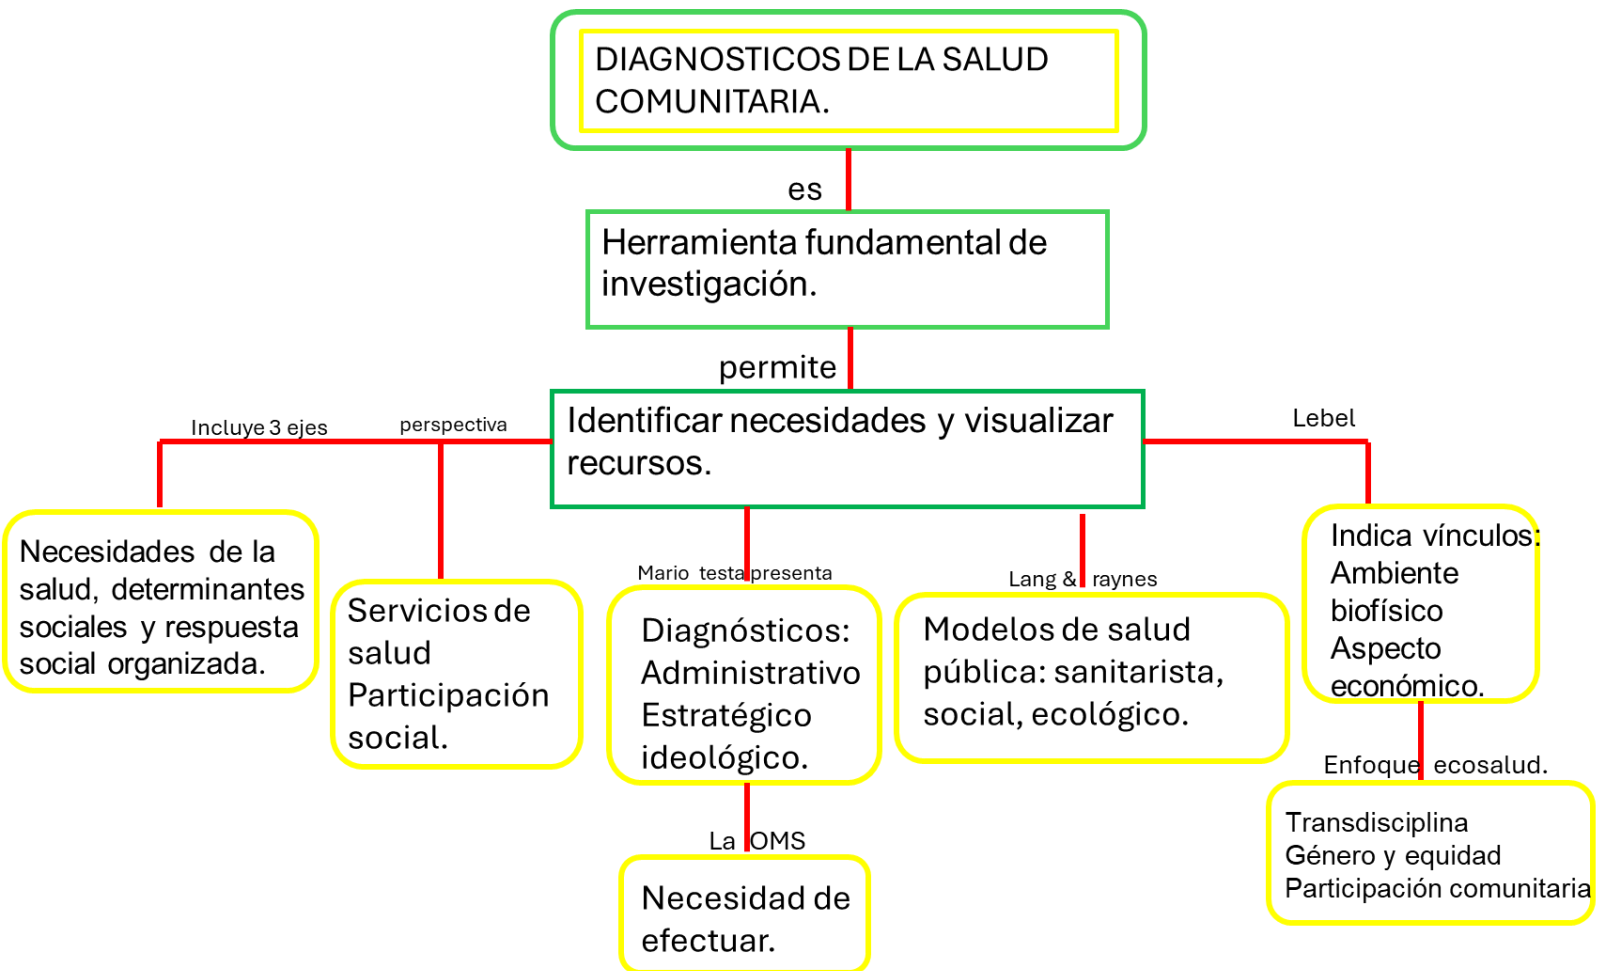 DIAGNOSTICOS DE LA SALUD
COMUNITARIA.
es
Herramienta fundamental de
investigación.
permite
Identificar necesidades y visualizar
recursos.
Incluye 3 ejes
perspectiva
Lebel
Necesidades de la
salud, determinantes
sociales y respuesta
social organizada.
Servicios de
salud
Participación
social.
Mario testa presenta
Diagnósticos:
Administrativo
Estratégico
ideológico.
La OMS
Necesidad de
efectuar.
Lang & raynes
Modelos de salud
pública: sanitarista,
social, ecológico.
Indica vínculos:
Ambiente
biofísico
Aspecto
económico.
Enfoque ecosalud.
Transdisciplina
Género y equidad
Participación comunitaria